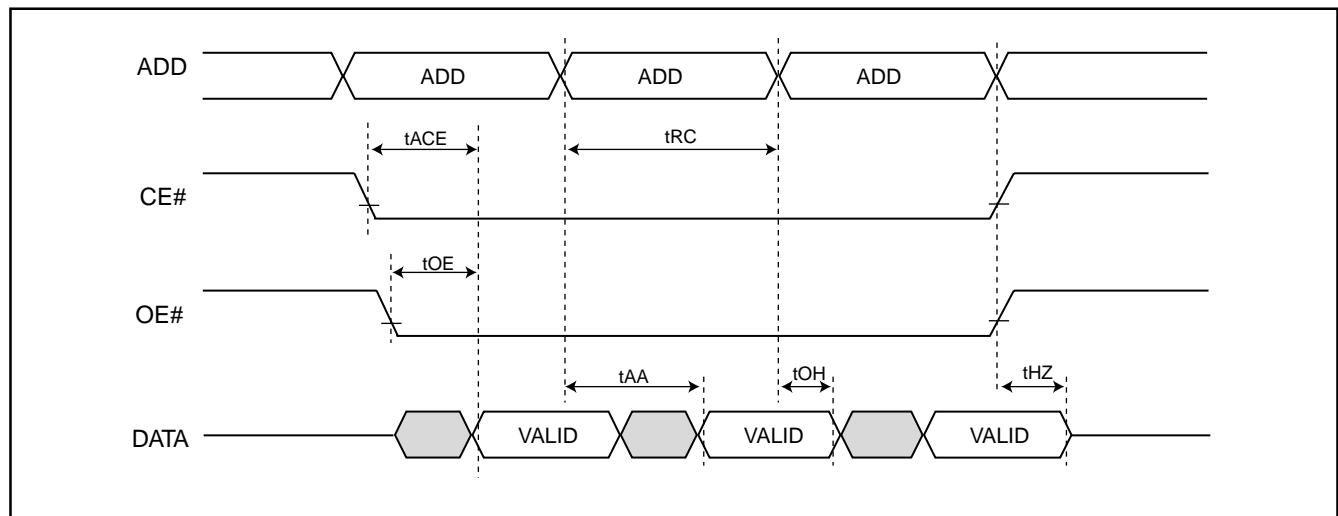 ADD
ADD
ADD
ADD
tACE
tRC
CE#
tOE
OE#
tAA
tOH
tHZ
DATA
VALID
VALID
VALID